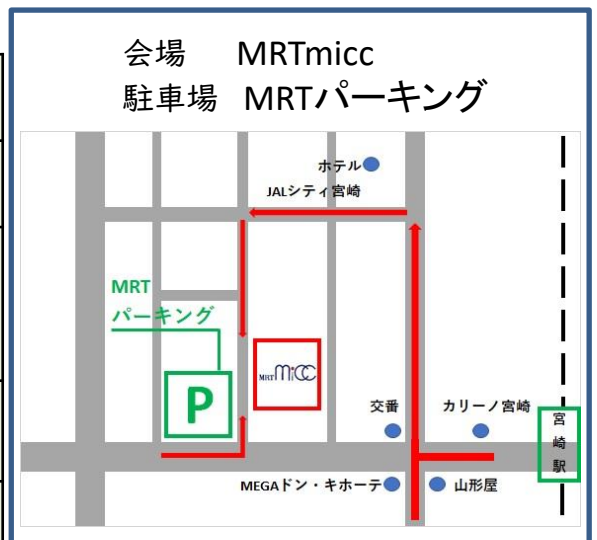 会場　MRTmicc
駐車場　MRTパーキング
ホテル
JALシティ宮崎
MRT
パーキング
MRT micc
P
交番
カリーノ宮崎
宮崎駅
MEGAドン・キホーテ
山形屋